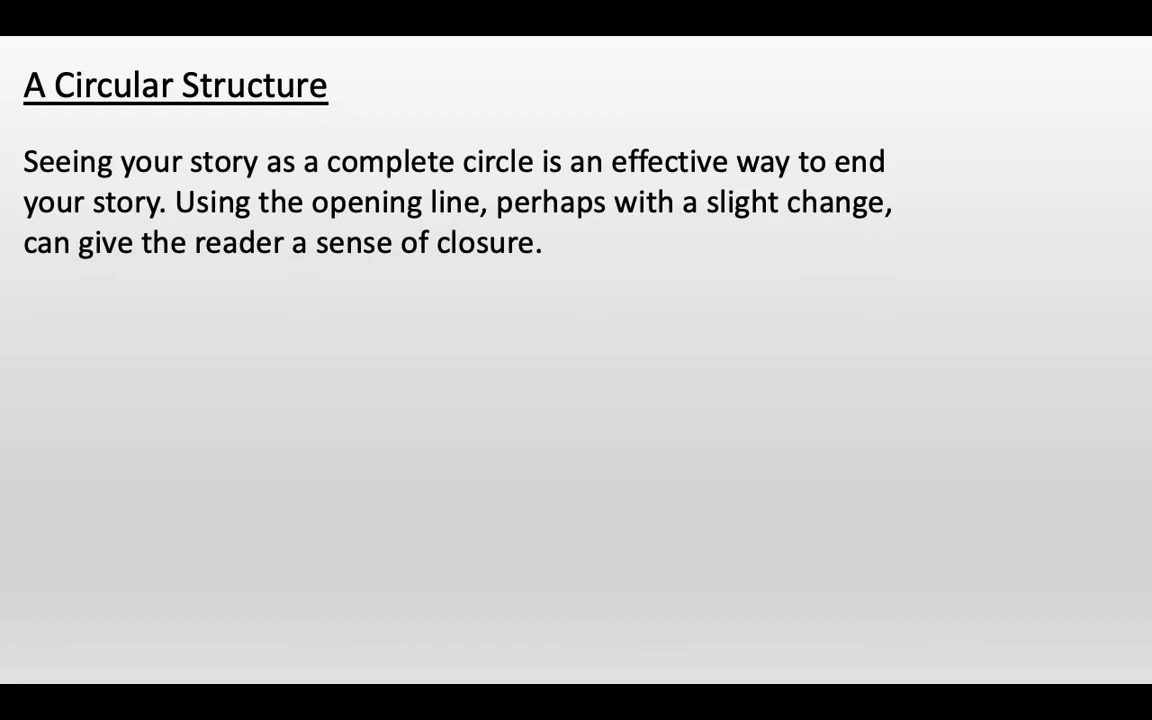 A Circular Structure
Seeing your story as a complete circle is an effective way to end
your story. Using the opening line, perhaps with a slight change,
can give the reader a sense of closure.